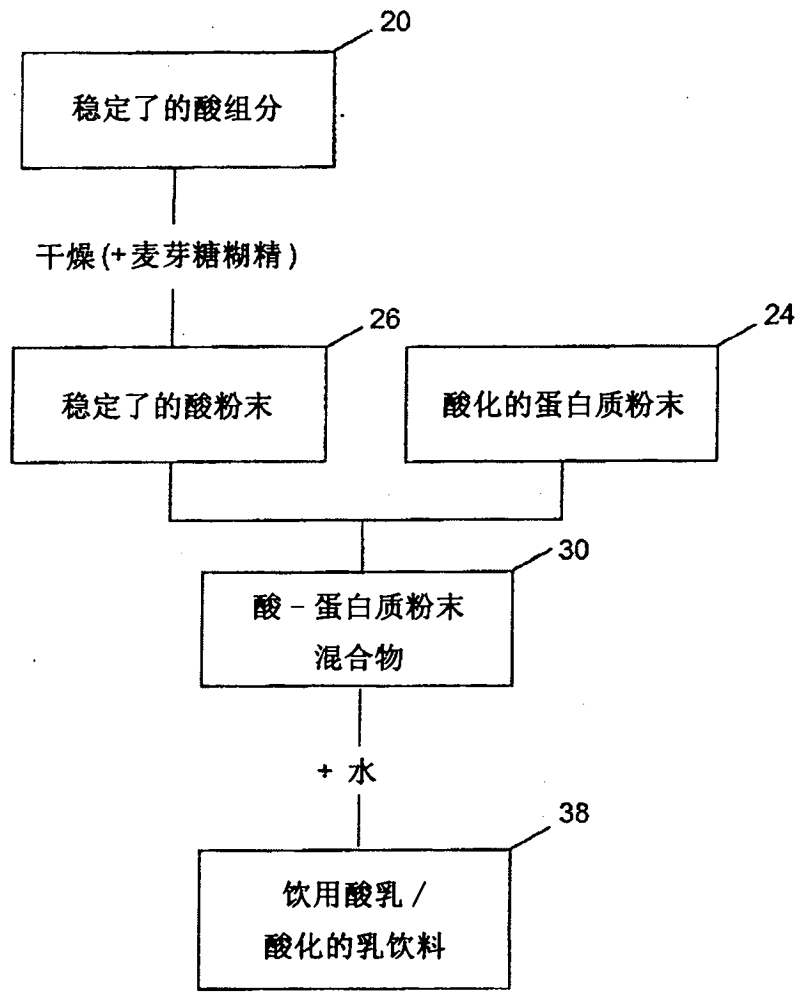 20
稳定了的酸组分
干燥(+麦芽糖糊精)
26
24
稳定了的酸粉末
酸化的蛋白质粉末
30
酸-蛋白质粉末
混合物
+ 水
38
饮用酸乳/
酸化的乳饮料